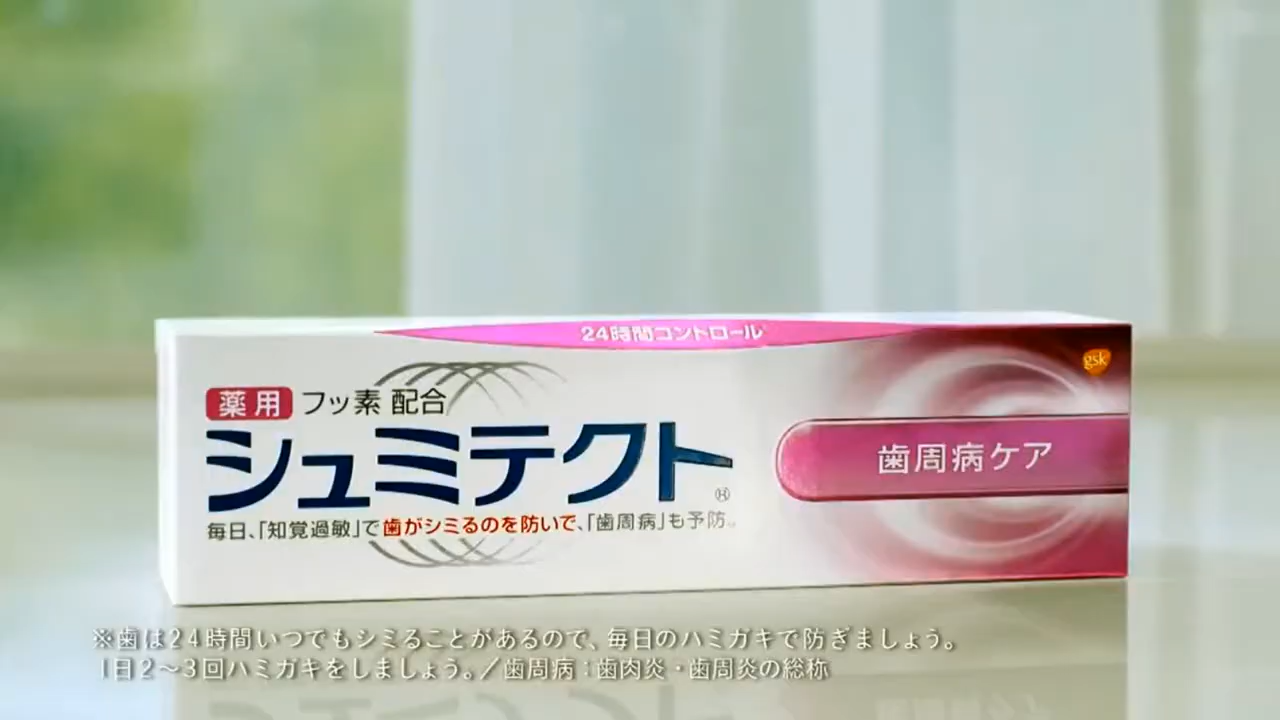 24時間コントロール
gsk
薬用 フッ素 配合
シュミテクト®
歯周病ケア
毎日、「知覚過敏」で歯がシミるのを防いで、「歯周病」も予防。
※歯は24時間いつでもシミることがあるので、毎日のハミガキで防ぎましょう。
1日2～3回ハミガキをしましょう。／歯周病：歯肉炎・歯周炎の総称